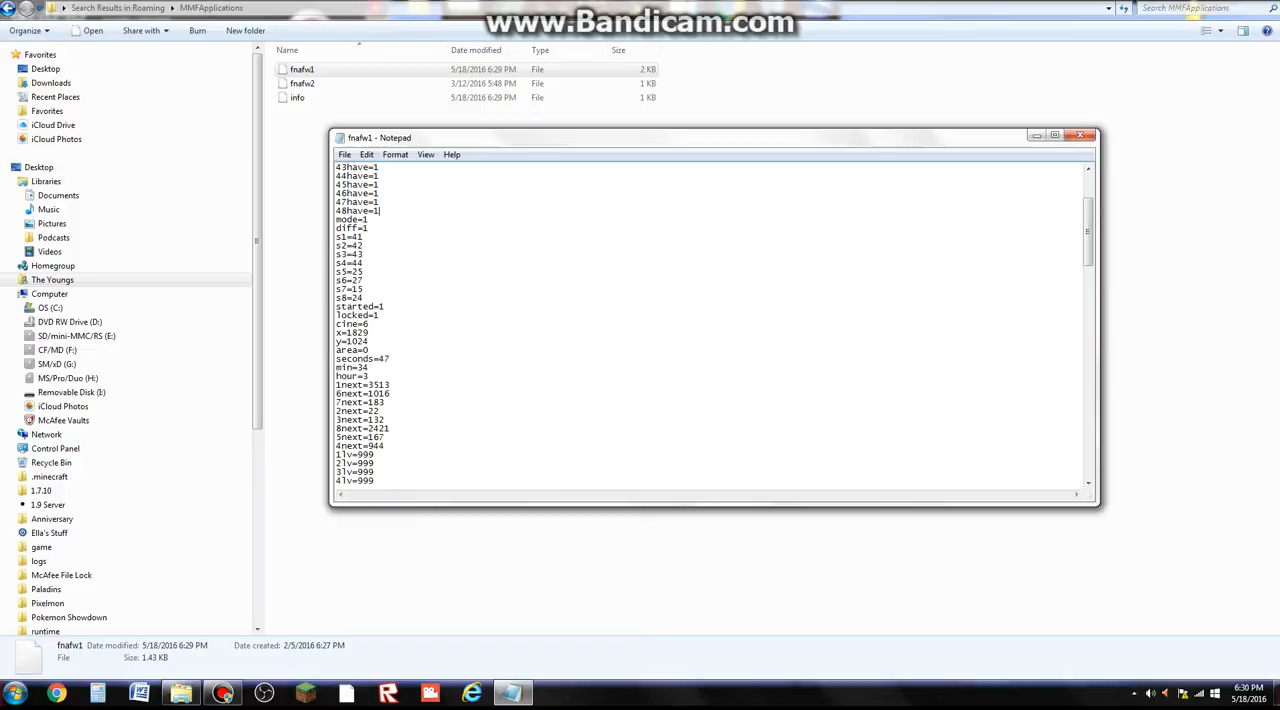 Search Results in Roaming ▸ MMFApplications
Search MMFApplications
www.Bandicam.com
Organize
Open
Share with
Burn
New folder
Name
Date modified
Type
Size
fnafw1 5/18/2016 6:29 PM File 2 KB
fnafw2 3/12/2016 5:48 PM File 1 KB
info 5/18/2016 6:29 PM File 1 KB
Favorites
Desktop
Downloads
Recent Places
Favorites
iCloud Drive
iCloud Photos
Desktop
Libraries
Documents
Music
Pictures
Podcasts
Videos
Homegroup
The Youngs
Computer
OS (C:)
DVD RW Drive (D:)
SD/mini-MMC/RS (E:)
CF/MD (F:)
SM/xD (G:)
MS/Pro/Duo (H:)
Removable Disk (I:)
iCloud Photos
McAfee Vaults
Network
Control Panel
Recycle Bin
.minecraft
1.7.10
1.9 Server
Anniversary
Ella's Stuff
game
logs
McAfee File Lock
Paladins
Pixelmon
Pokemon Showdown
runtime
fnafw1 - Notepad
File Edit Format View Help
43have=1
44have=1
45have=1
46have=1
47have=1
48have=1
mode=1
diff=1
s1=41
s2=42
s3=43
s4=44
s5=25
s6=27
s7=15
s8=24
started=1
locked=1
cine=6
x=1829
y=1024
area=0
seconds=47
min=34
hour=3
1next=3513
6next=1016
7next=183
2next=22
3next=132
8next=2421
5next=167
4next=944
1lv=999
2lv=999
3lv=999
4lv=999
fnafw1 Date modified: 5/18/2016 6:29 PM Date created: 2/5/2016 6:27 PM
File Size: 1.43 KB
6:30 PM
5/18/2016